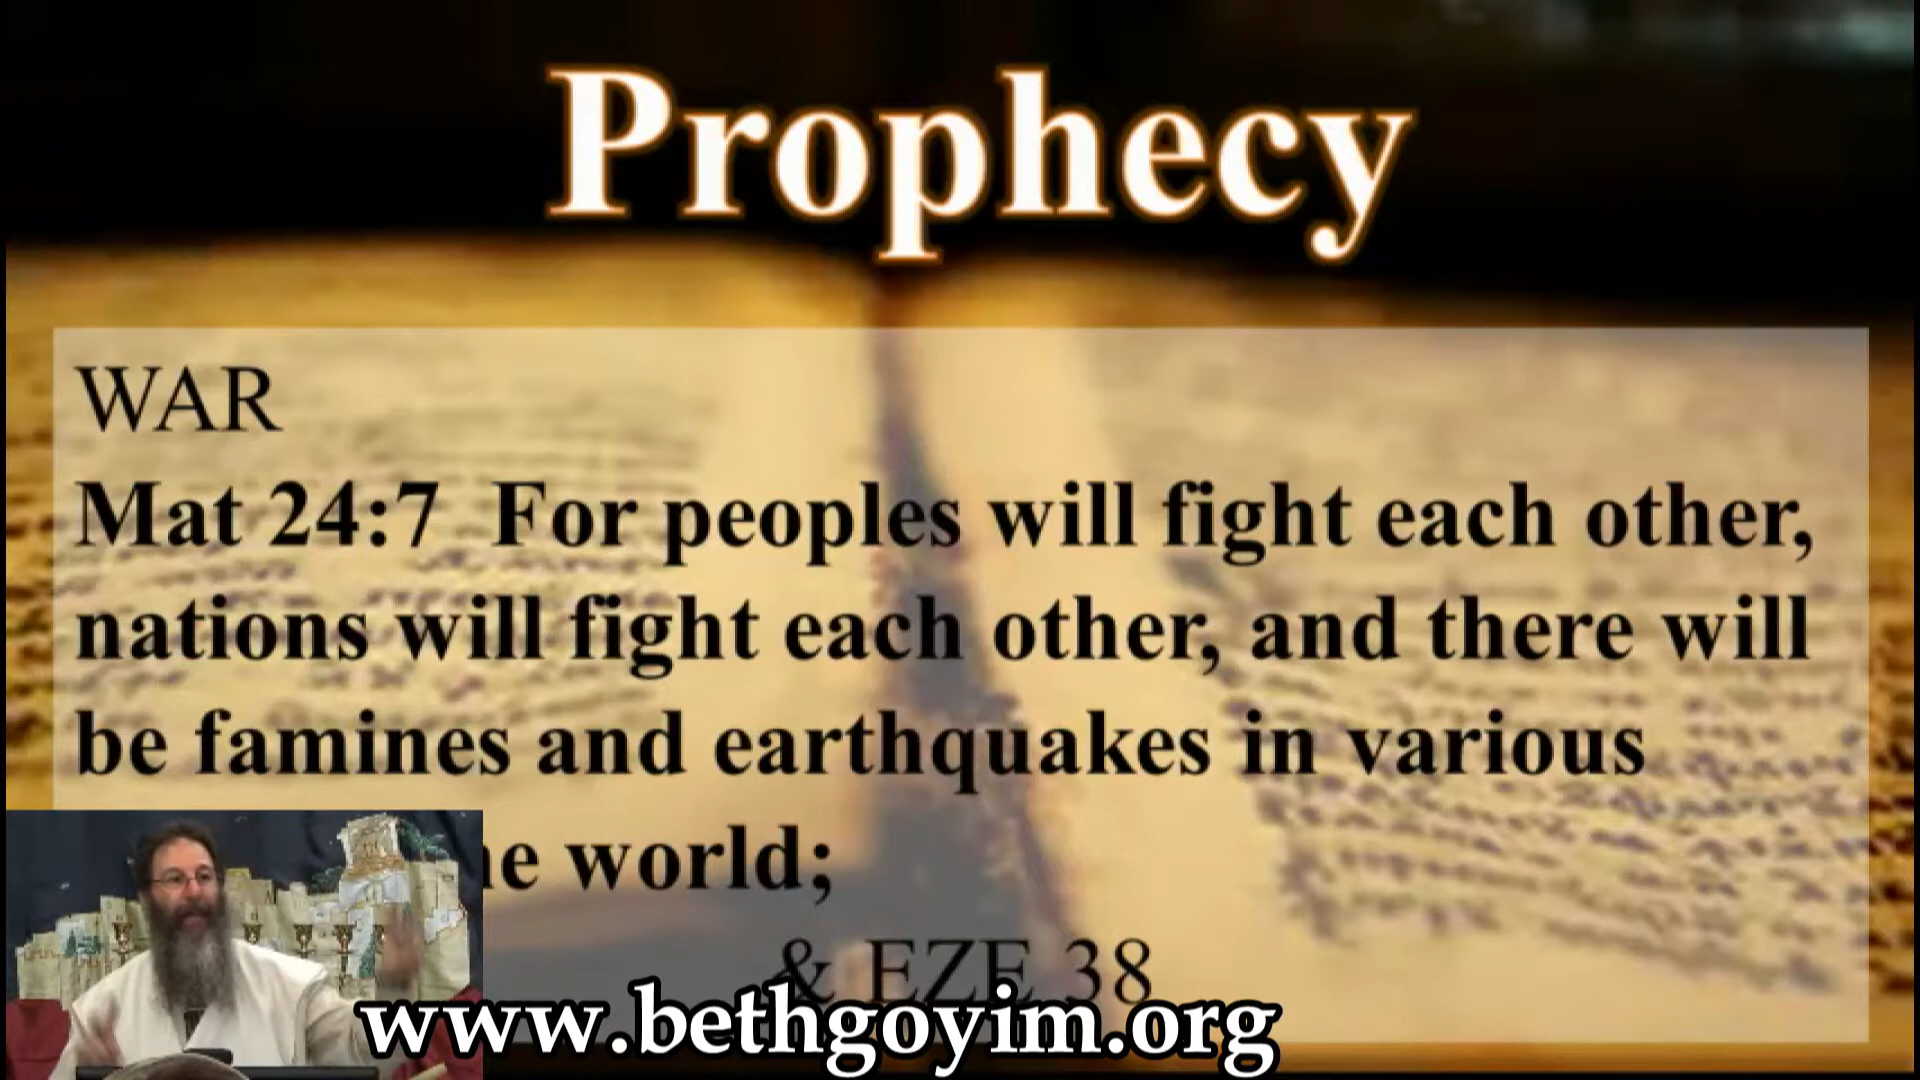 Prophecy
WAR
Mat 24:7 For peoples will fight each other,
nations will fight each other, and there will
be famines and earthquakes in various
world;
& EZE 38
www.bethgoyim.org